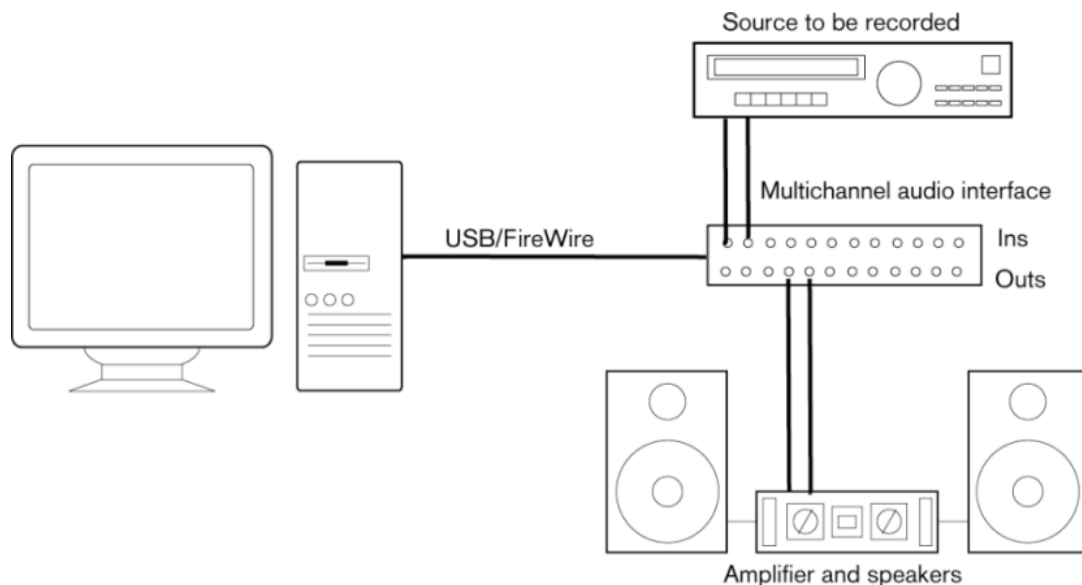 Source to be recorded
Multichannel audio interface
USB/FireWire
Ins
Outs
Amplifier and speakers